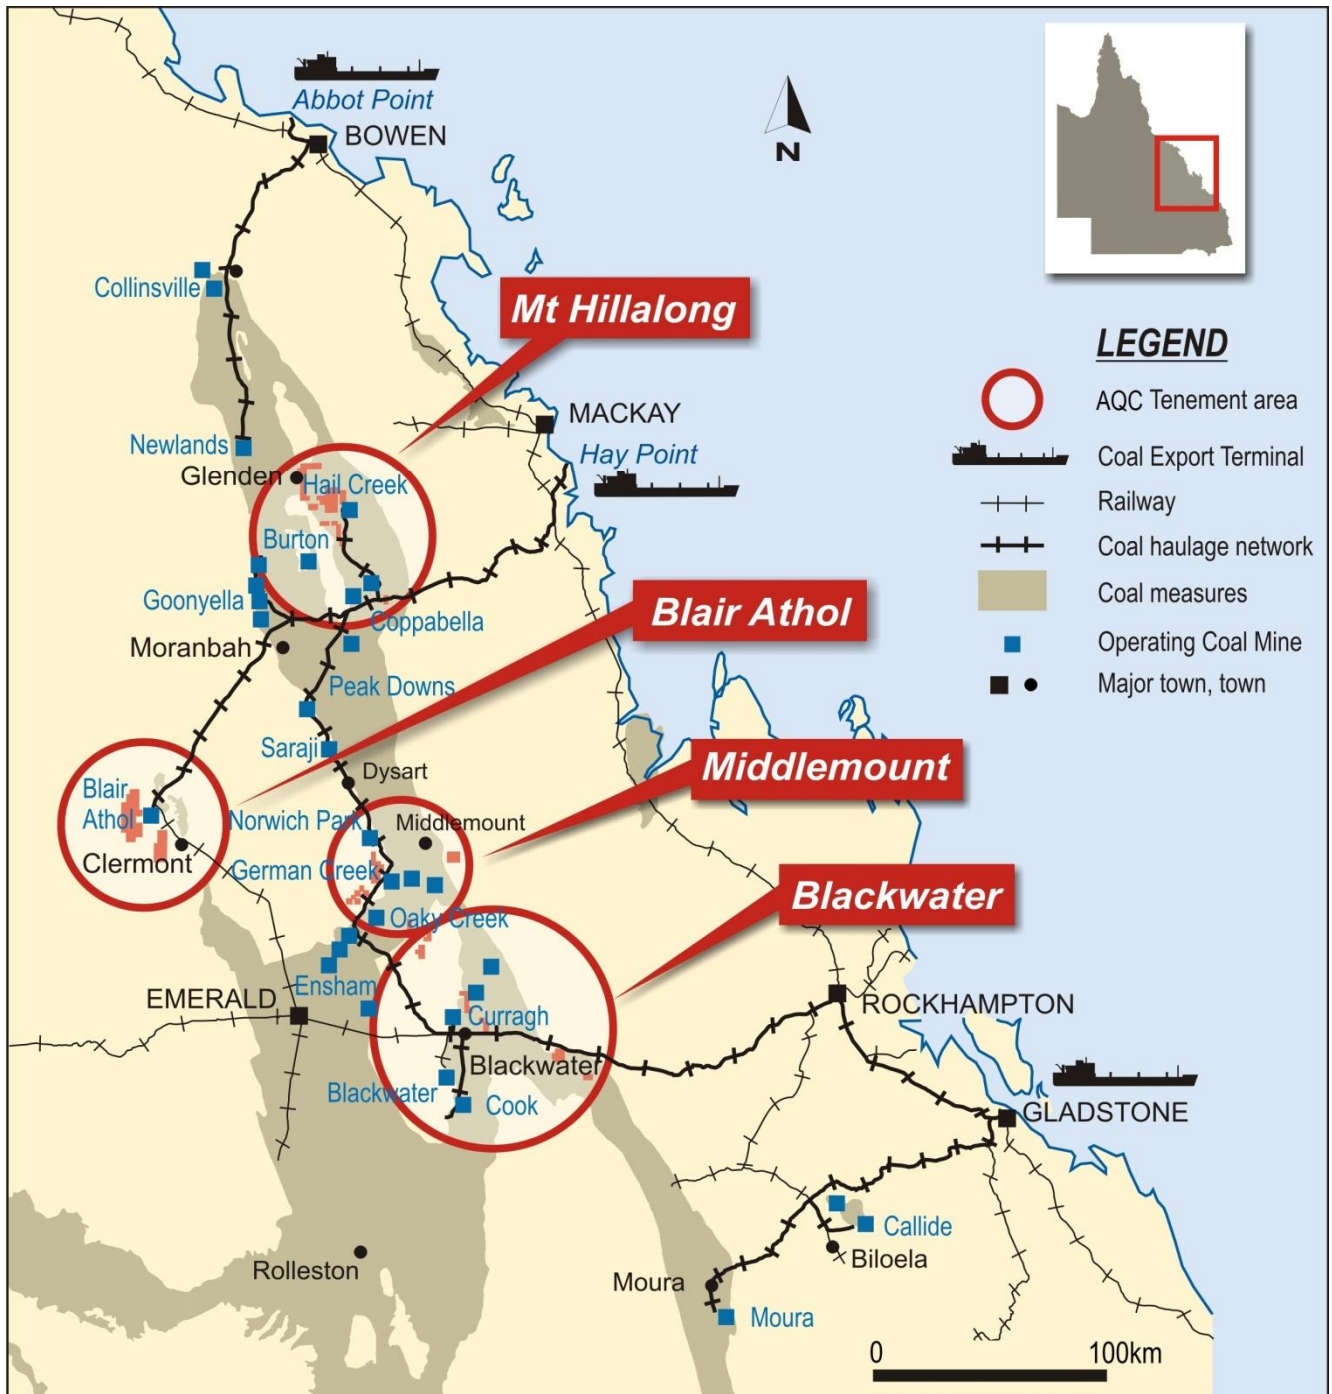 Abbot Point
BOWEN
N
Collinsville
Mt Hillalong
LEGEND
AQC Tenement area
Coal Export Terminal
Railway
Coal haulage network
Coal measures
Operating Coal Mine
Major town, town
MACKAY
Hay Point
Newlands
Glenden
Hail Creek
Burton
Goonyella
Coppabella
Moranbah
Blair Athol
Peak Downs
Saraji
Dysart
Middlemount
Blair
Athol
Clermont
Norwich Park
Middlemount
German Creek
Oaky Creek
Blackwater
Ensham
EMERALD
Curragh
Blackwater
Blackwater
Cook
ROCKHAMPTON
GLADSTONE
Callide
Biloela
Rolleston
Moura
Moura
0 100km